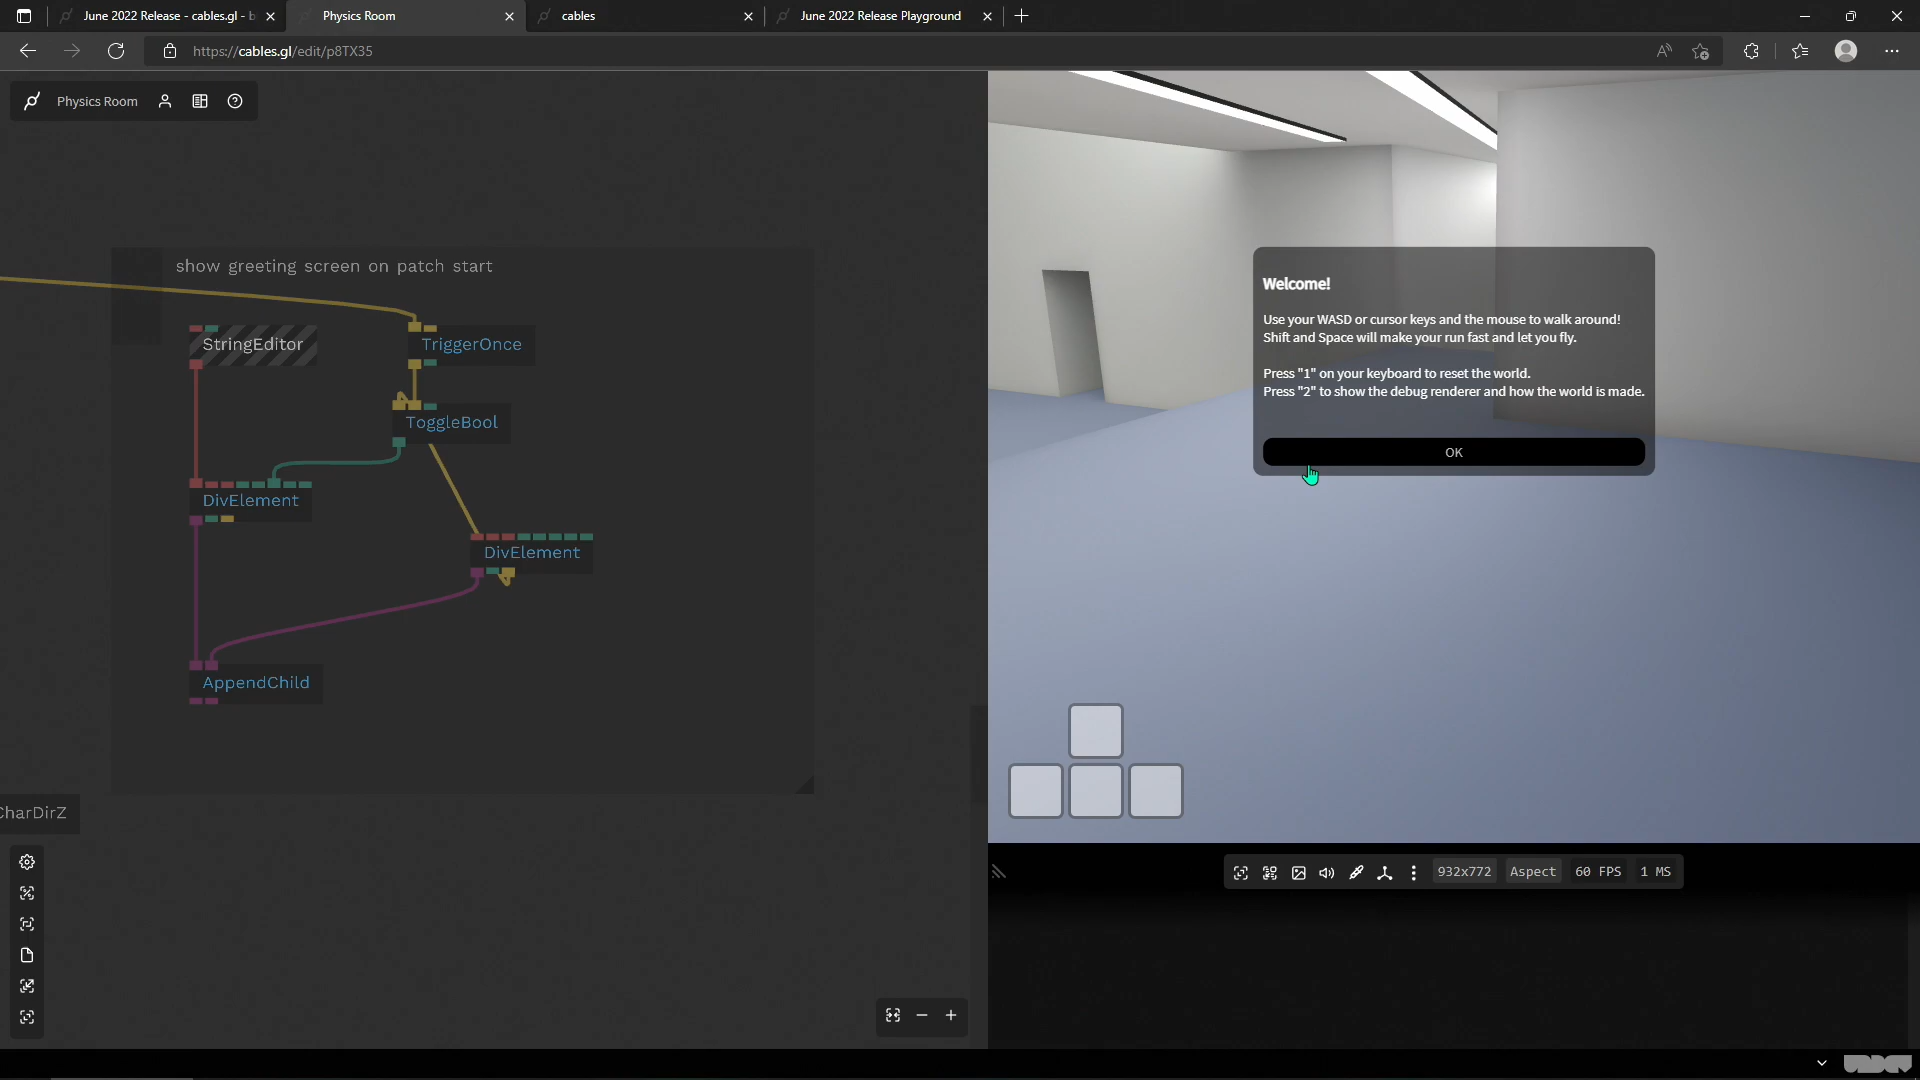 June 2022 Release - cables.gl - b
Physics Room
cables
June 2022 Release Playground
https://cables.gl/edit/p8TX35
Physics Room
show greeting screen on patch start
StringEditor
TriggerOnce
ToggleBool
DivElement
DivElement
AppendChild
CharDirZ
Welcome!
Use your WASD or cursor keys and the mouse to walk around!
Shift and Space will make your run fast and let you fly.
Press "1" on your keyboard to reset the world.
Press "2" to show the debug renderer and how the world is made.
OK
932x772 Aspect 60 FPS 1 MS